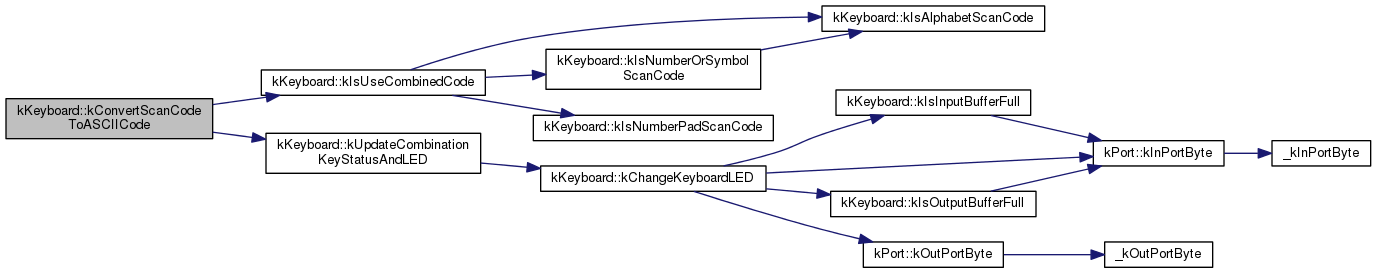 kKeyboard::kConvertScanCode
ToASCIICode
kKeyboard::kIsUseCombinedCode
kKeyboard::kIsAlphabetScanCode
kKeyboard::kIsNumberOrSymbol
ScanCode
kKeyboard::kIsNumberPadScanCode
kKeyboard::kUpdateCombination
KeyStatusAndLED
kKeyboard::kChangeKeyboardLED
kKeyboard::kIsInputBufferFull
kPort::kInPortByte
_kInPortByte
kKeyboard::kIsOutputBufferFull
kPort::kOutPortByte
_kOutPortByte